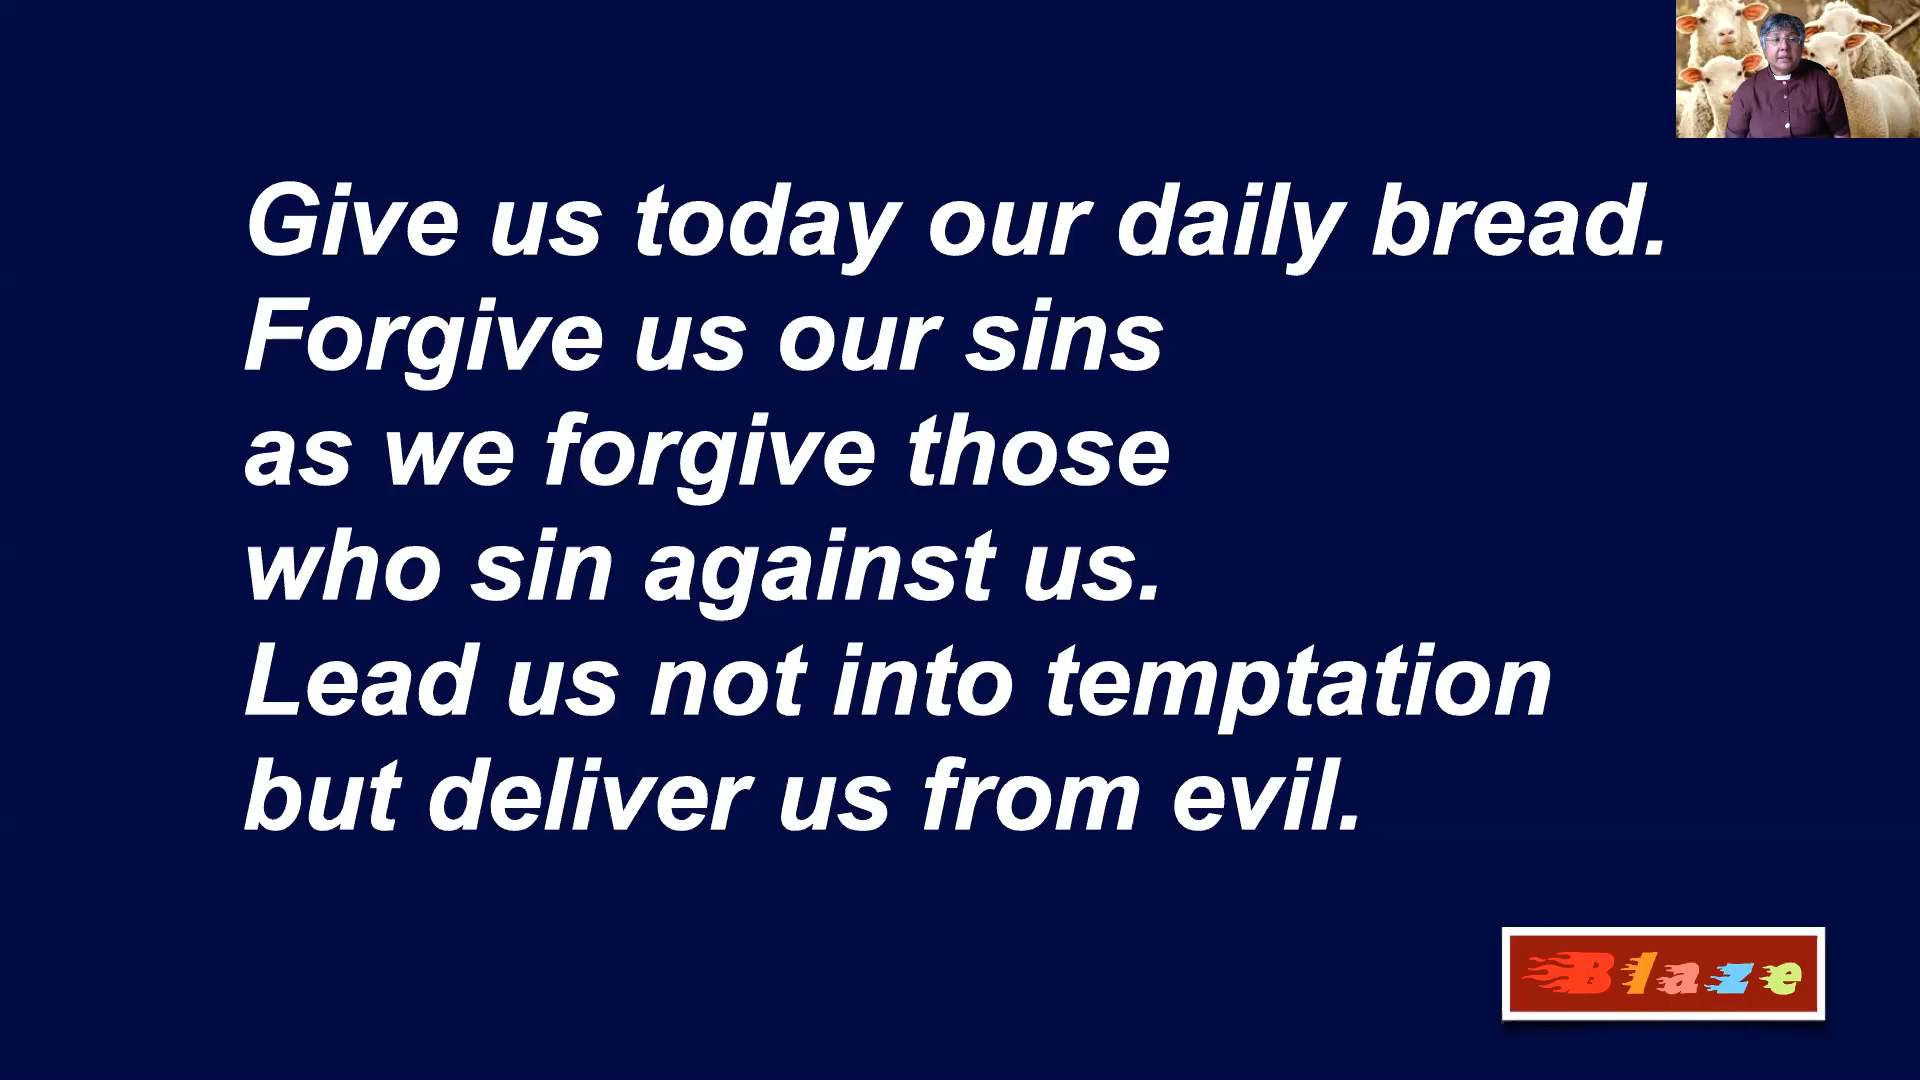 Give us today our daily bread.
Forgive us our sins
as we forgive those
who sin against us.
Lead us not into temptation
but deliver us from evil.
Blaze